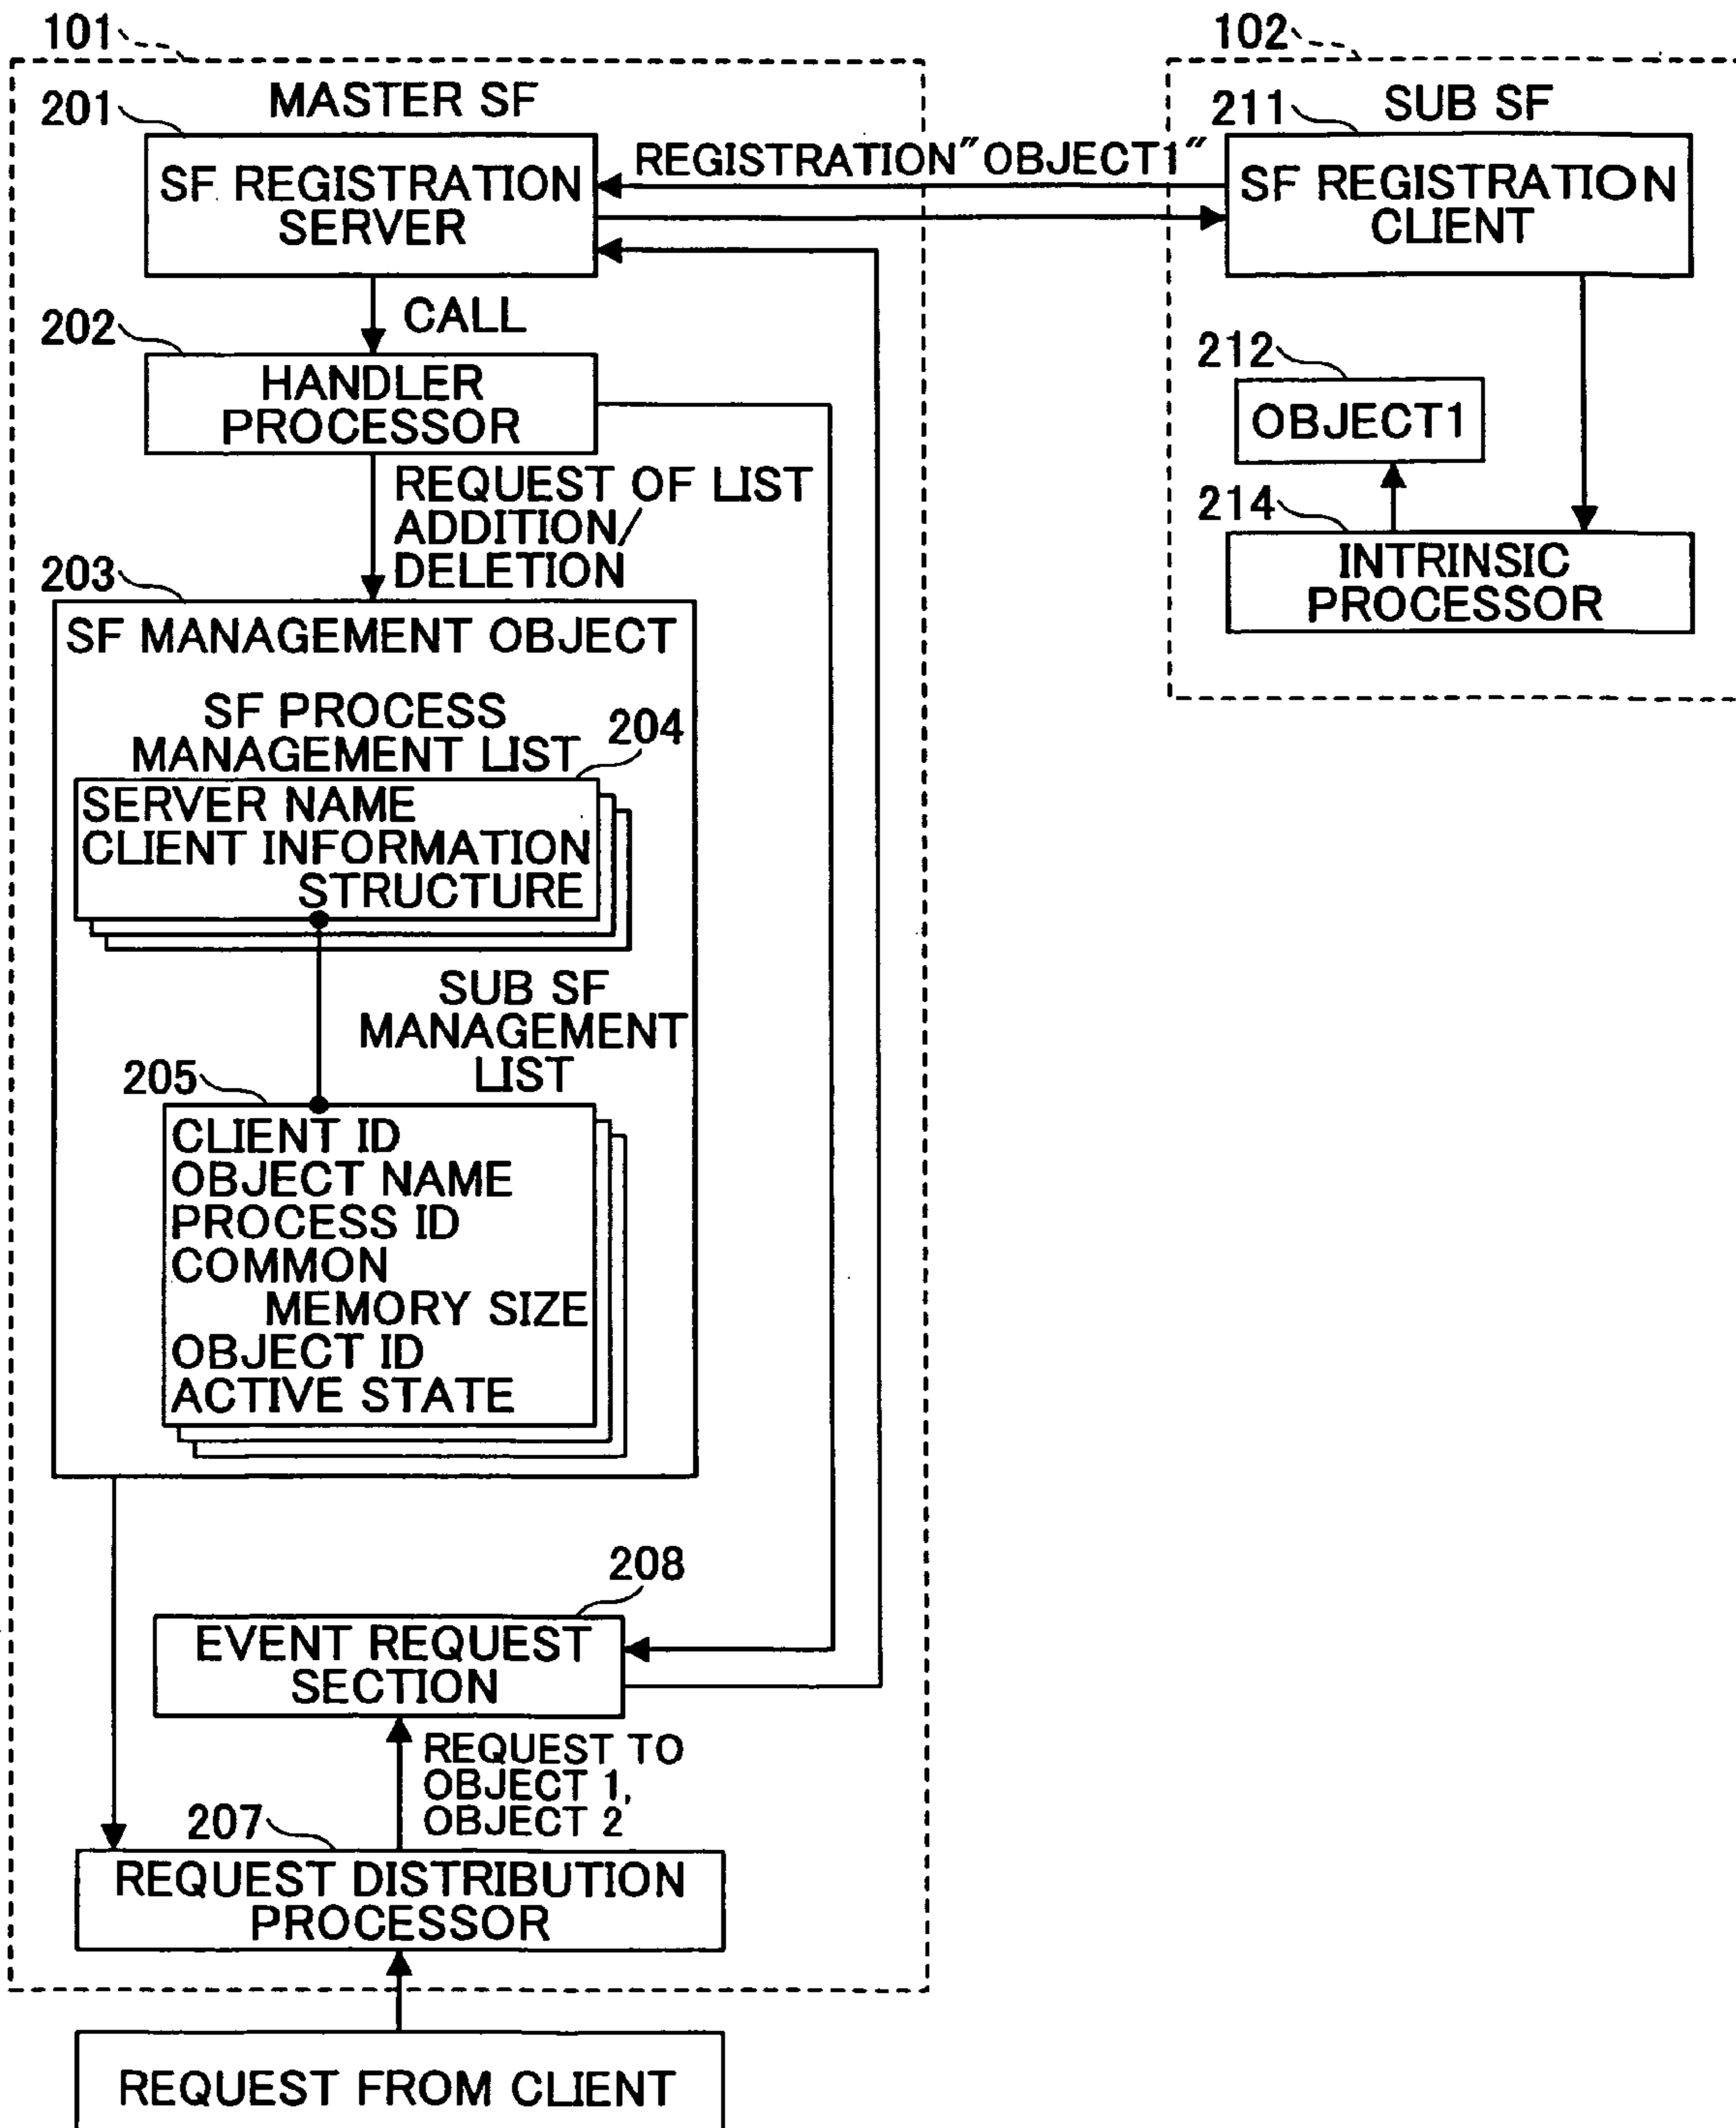 101
MASTER SF
201
SF REGISTRATION
SERVER
REGISTRATION"OBJECT1"
CALL
202
HANDLER
PROCESSOR
REQUEST OF LIST
ADDITION/
DELETION
203
SF MANAGEMENT OBJECT
SF PROCESS
MANAGEMENT LIST
204
SERVER NAME
CLIENT INFORMATION
STRUCTURE
SUB SF
MANAGEMENT
LIST
205
CLIENT ID
OBJECT NAME
PROCESS ID
COMMON
MEMORY SIZE
OBJECT ID
ACTIVE STATE
208
EVENT REQUEST
SECTION
REQUEST TO
OBJECT 1,
OBJECT 2
207
REQUEST DISTRIBUTION
PROCESSOR
REQUEST FROM CLIENT
102
SUB SF
211
SF REGISTRATION
CLIENT
212
OBJECT1
214
INTRINSIC
PROCESSOR